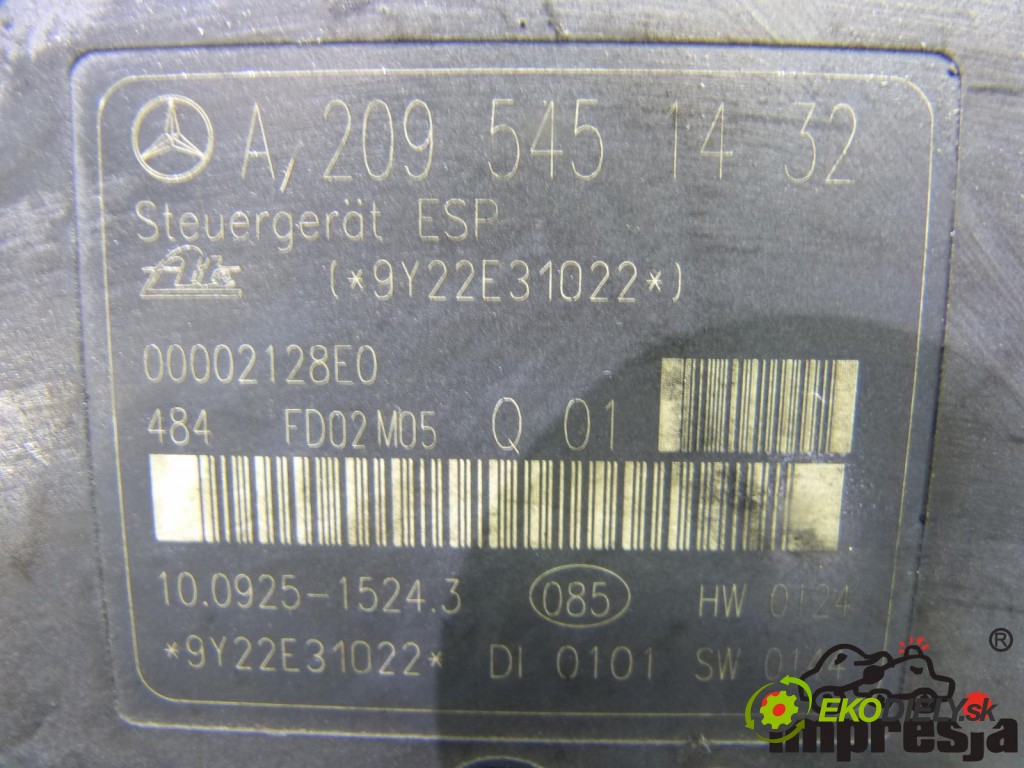 A, 209 545 14 32
Steuergerät ESP
(*9Y22E31022*)
00002128E0
484 FD02M05 Q 01
10.0925-1524.3 085 HW 0124
*9Y22E31022* DI 0101 SW
®
EKODIELY.sk
impresja